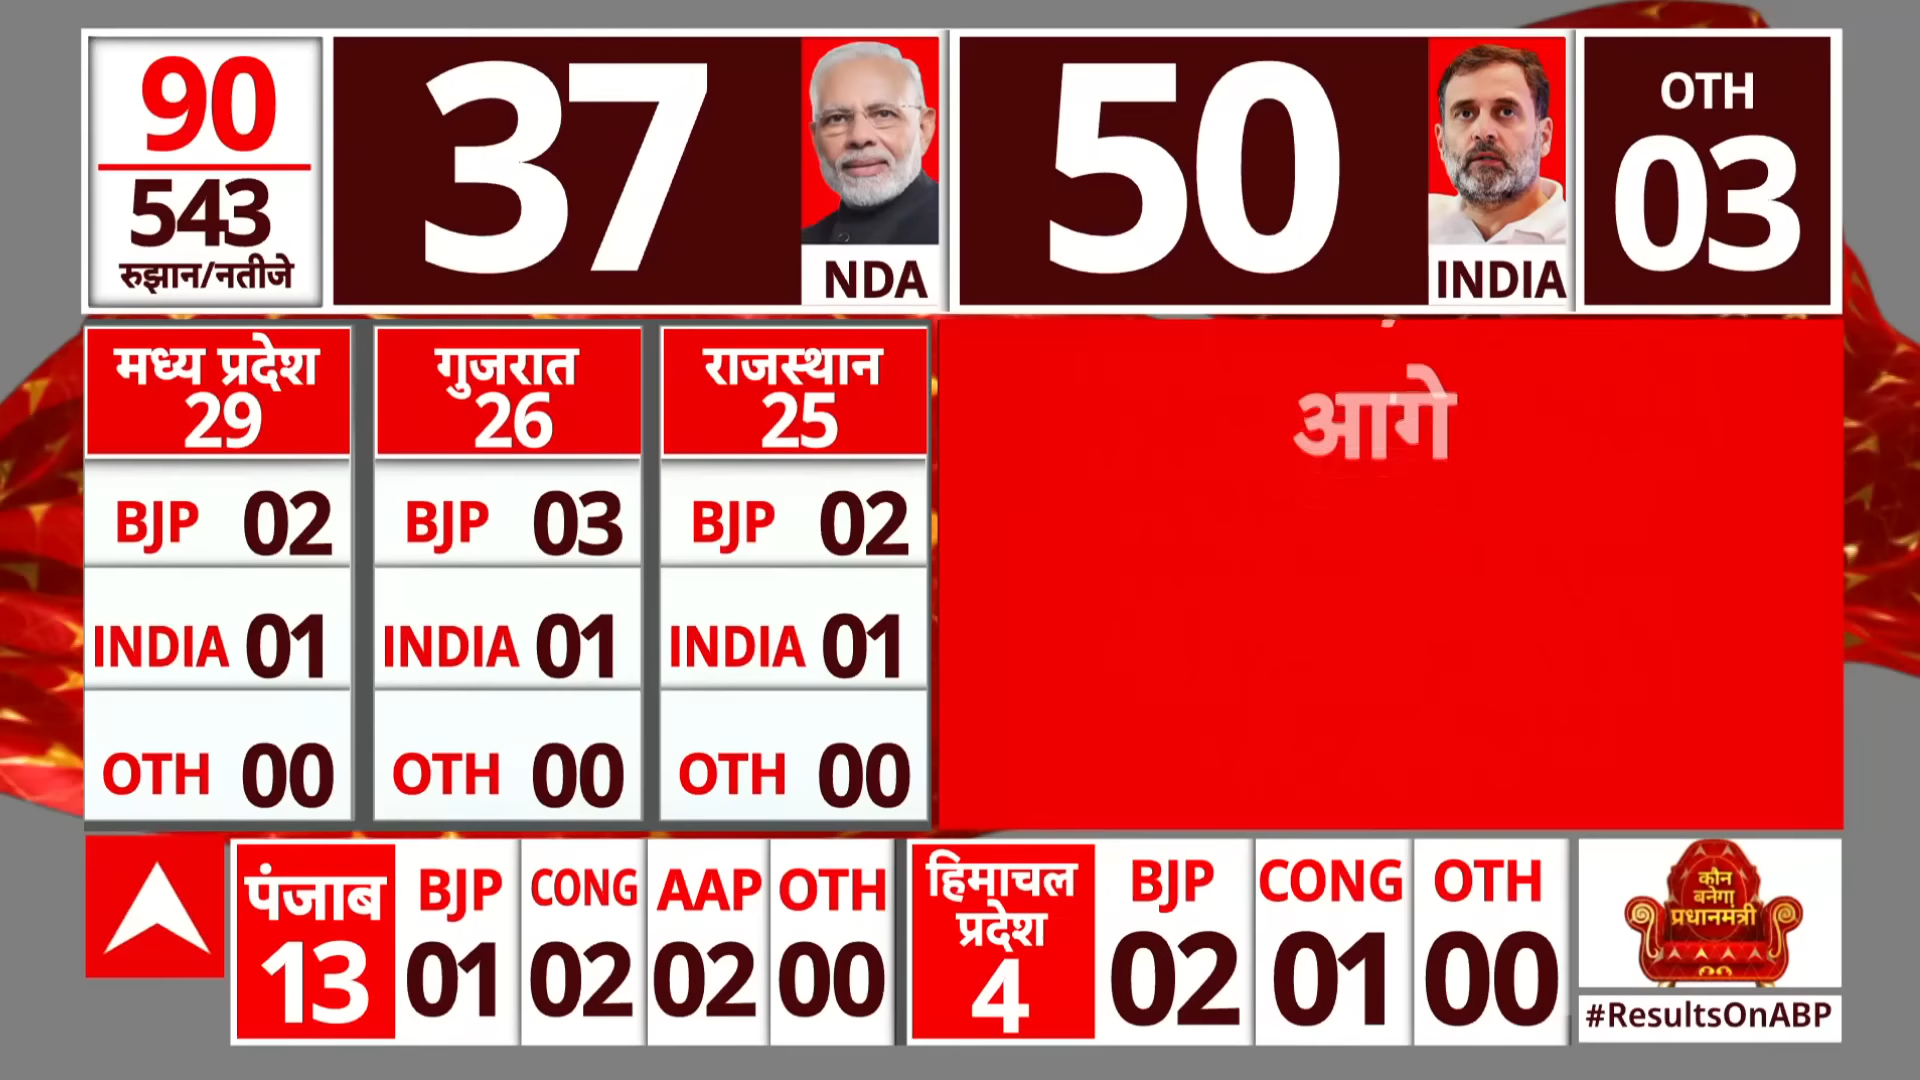 90
543
रुझान/नतीजे
37
NDA
50
INDIA
OTH
03
मध्य प्रदेश
29
BJP 02
INDIA 01
OTH 00
गुजरात
26
BJP 03
INDIA 01
OTH 00
राजस्थान
25
BJP 02
INDIA 01
OTH 00
आगे
पंजाब
13
BJP
01
CONG
02
AAP
02
OTH
00
हिमाचल
प्रदेश
4
BJP
02
CONG
01
OTH
00
कौन
बनेगा
प्रधानमंत्री
#ResultsOnABP